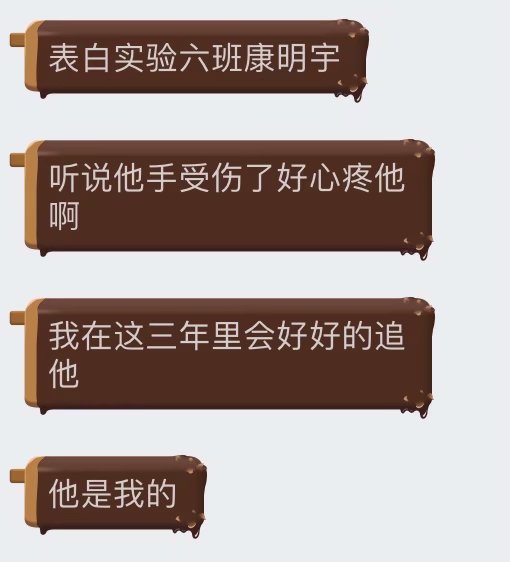 表白实验六班康明宇
听说他手受伤了好心疼他
啊
我在这三年里会好好的追
他
他是我的